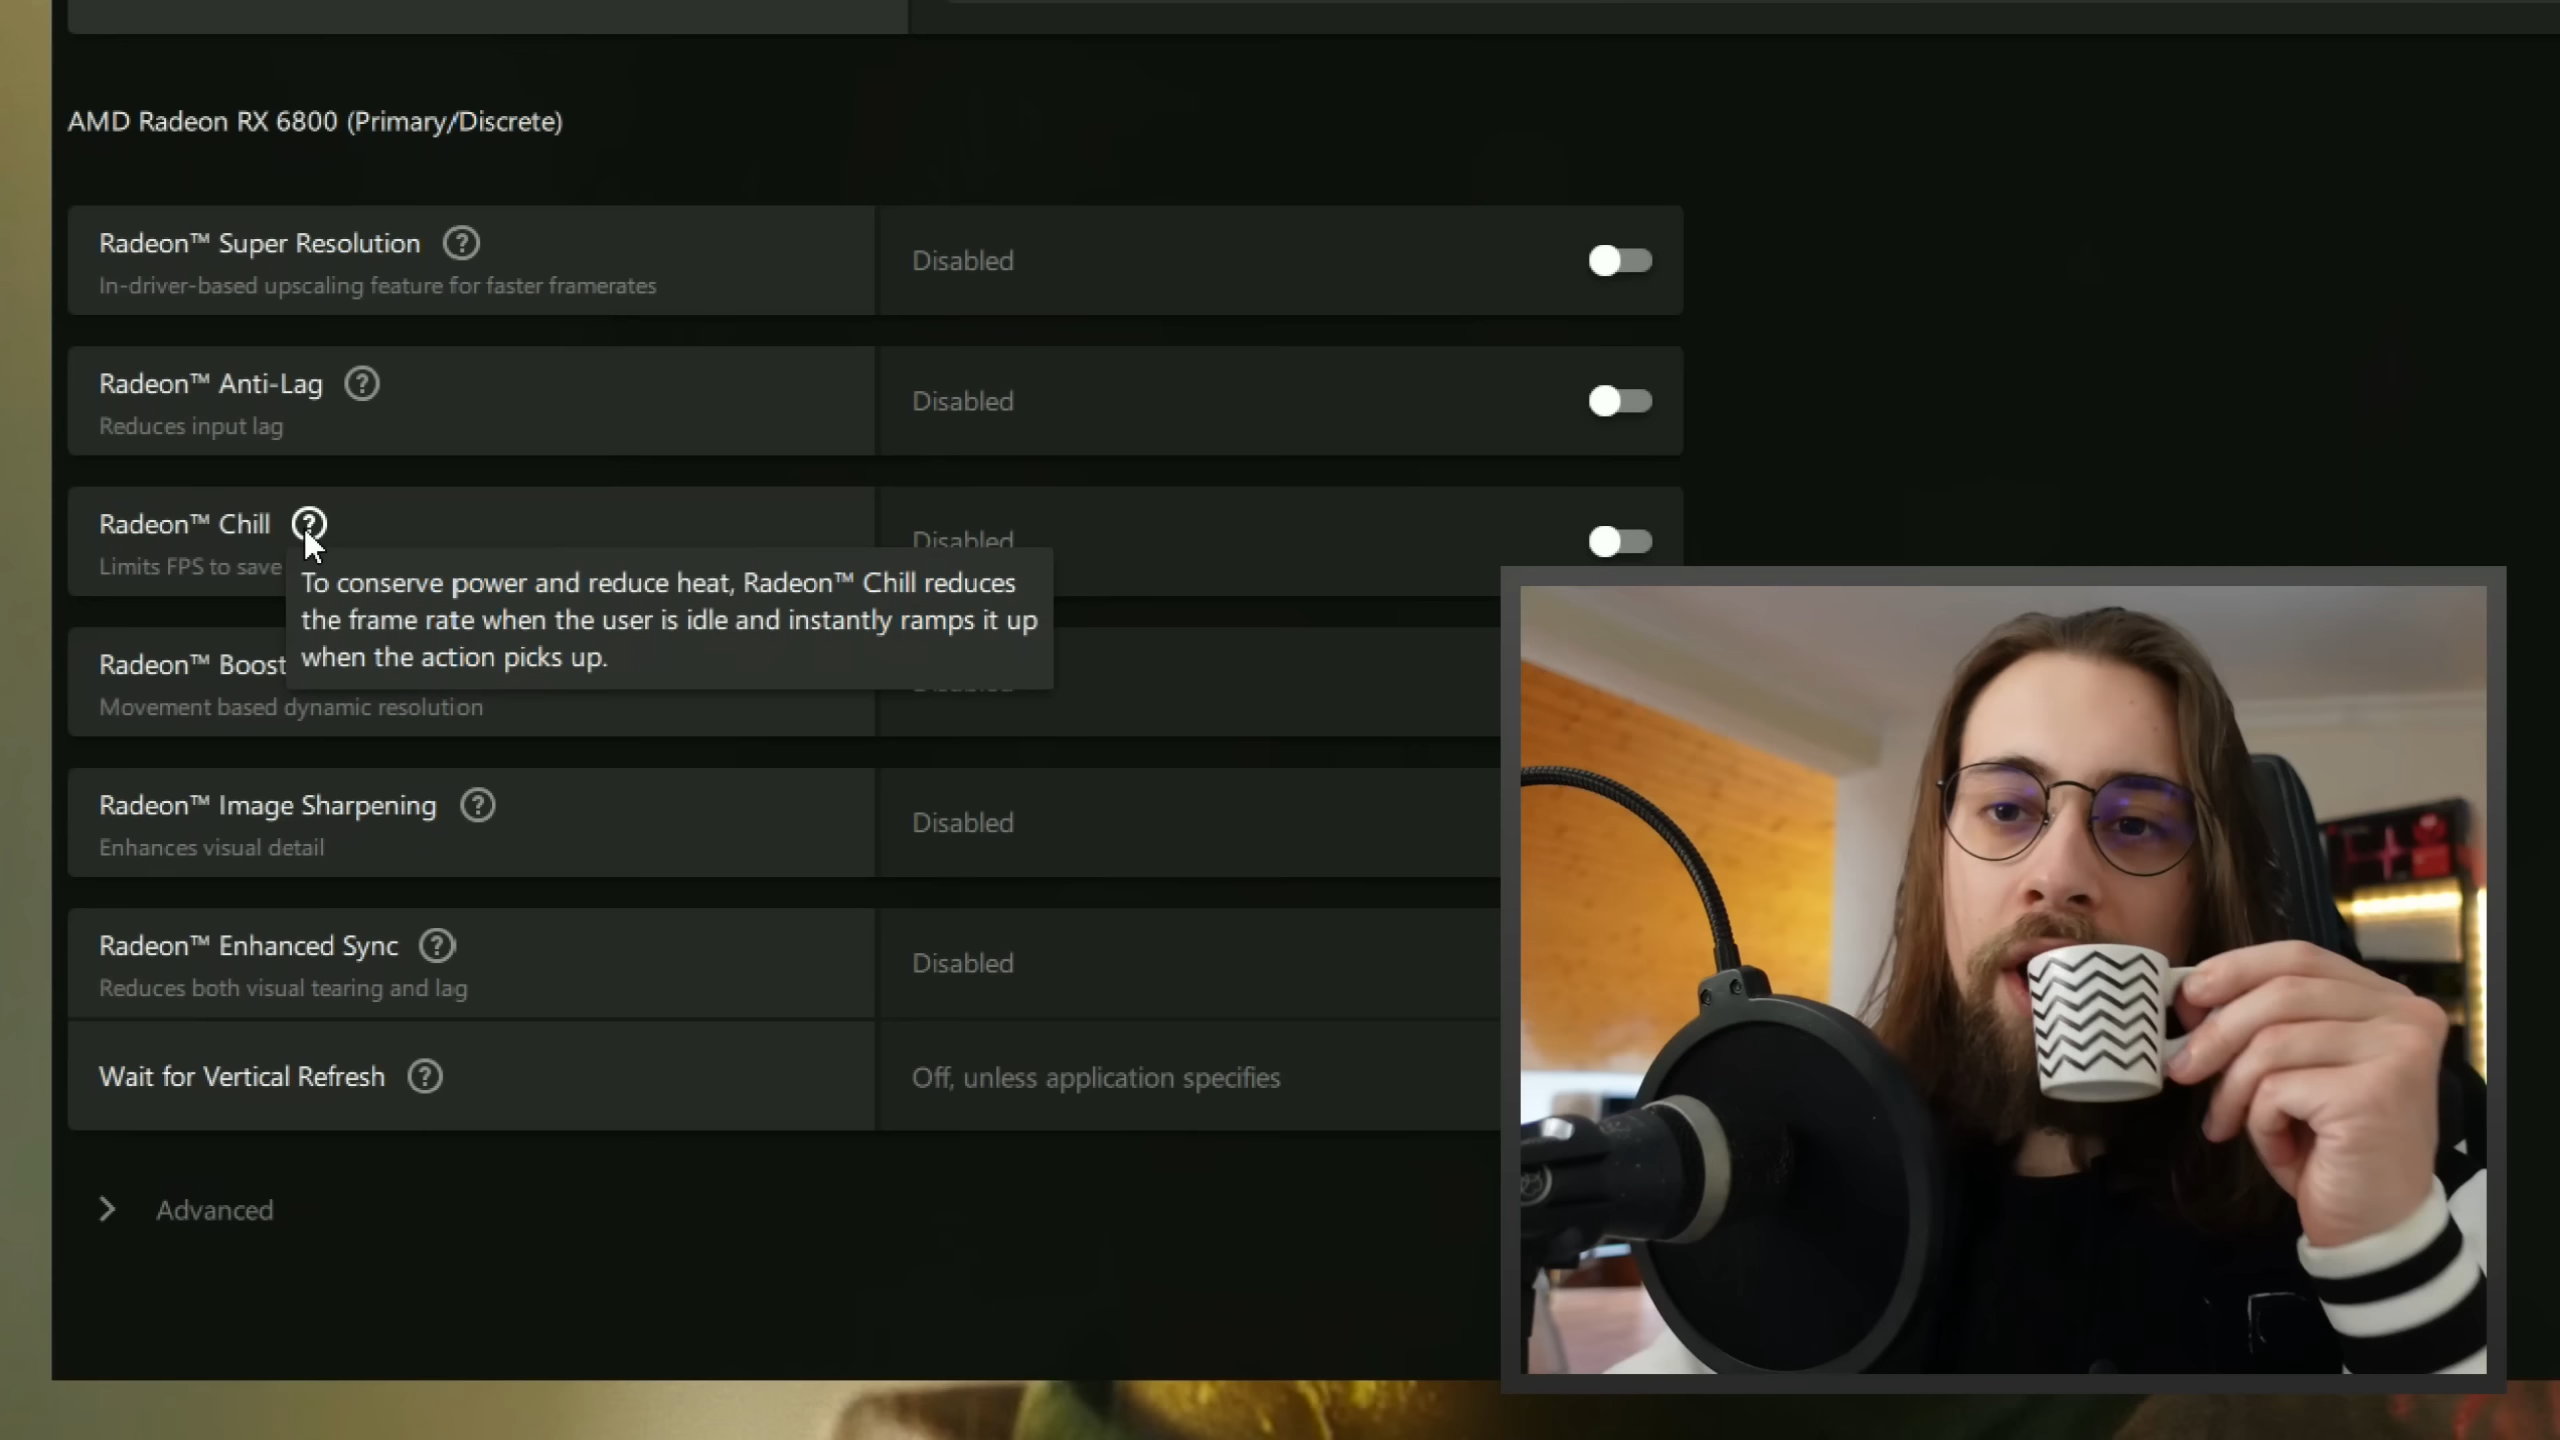 AMD Radeon RX 6800 (Primary/Discrete)
Radeon™ Super Resolution
In-driver-based upscaling feature for faster framerates
Disabled
Radeon™ Anti-Lag
Reduces input lag
Disabled
Radeon™ Chill
Limits FPS to save
Disabled
To conserve power and reduce heat, Radeon™ Chill reduces
the frame rate when the user is idle and instantly ramps it up
when the action picks up.
Radeon™ Boost
Movement based dynamic resolution
Radeon™ Image Sharpening
Enhances visual detail
Disabled
Radeon™ Enhanced Sync
Reduces both visual tearing and lag
Disabled
Wait for Vertical Refresh
Off, unless application specifies
Advanced